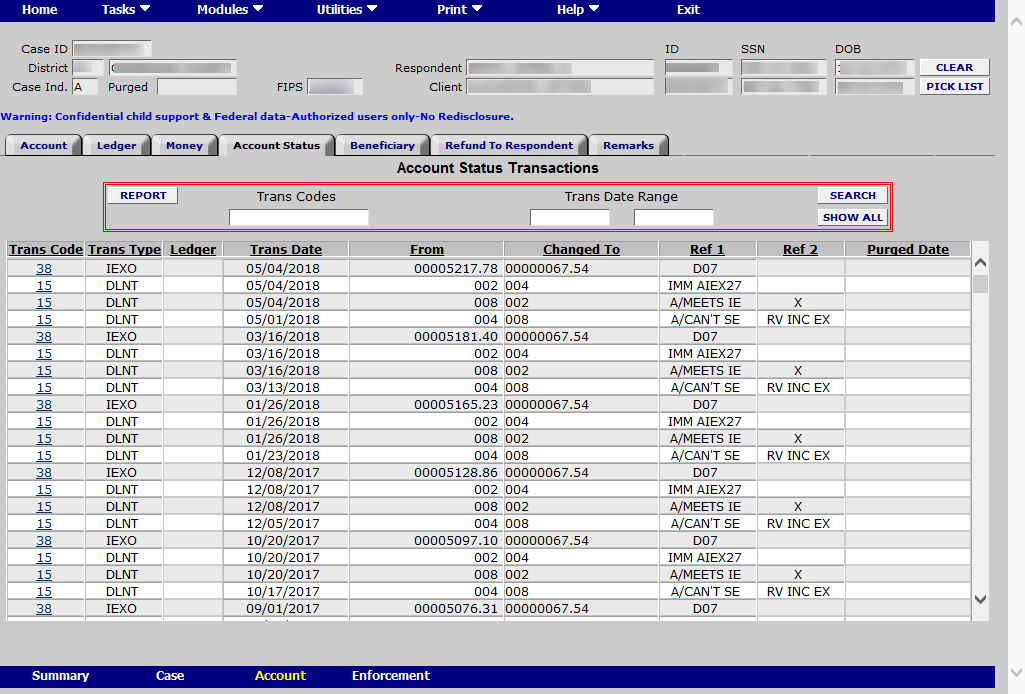 Home Tasks Modules Utilities Print Help Exit
Case ID ID SSN DOB
District Respondent CLEAR
Case Ind. A Purged FIPS Client PICK LIST
Warning: Confidential child support & Federal data-Authorized users only-No Redisclosure.
Account Ledger Money Account Status Beneficiary Refund To Respondent Remarks
Account Status Transactions
REPORT Trans Codes Trans Date Range SEARCH
SHOW ALL
Trans Code Trans Type Ledger Trans Date From Changed To Ref 1 Ref 2 Purged Date
38 IEXO 05/04/2018 00005217.78 00000067.54 D07
15 DLNT 05/04/2018 002 004 IMM AIEX27
15 DLNT 05/04/2018 008 002 A/MEETS IE X
15 DLNT 05/01/2018 004 008 A/CAN'T SE RV INC EX
38 IEXO 03/16/2018 00005181.40 00000067.54 D07
15 DLNT 03/16/2018 002 004 IMM AIEX27
15 DLNT 03/16/2018 008 002 A/MEETS IE X
15 DLNT 03/13/2018 004 008 A/CAN'T SE RV INC EX
38 IEXO 01/26/2018 00005165.23 00000067.54 D07
15 DLNT 01/26/2018 002 004 IMM AIEX27
15 DLNT 01/26/2018 008 002 A/MEETS IE X
15 DLNT 01/23/2018 004 008 A/CAN'T SE RV INC EX
38 IEXO 12/08/2017 00005128.86 00000067.54 D07
15 DLNT 12/08/2017 002 004 IMM AIEX27
15 DLNT 12/08/2017 008 002 A/MEETS IE X
15 DLNT 12/05/2017 004 008 A/CAN'T SE RV INC EX
38 IEXO 10/20/2017 00005097.10 00000067.54 D07
15 DLNT 10/20/2017 002 004 IMM AIEX27
15 DLNT 10/20/2017 008 002 A/MEETS IE X
15 DLNT 10/17/2017 004 008 A/CAN'T SE RV INC EX
38 IEXO 09/01/2017 00005076.31 00000067.54 D07
Summary Case Account Enforcement